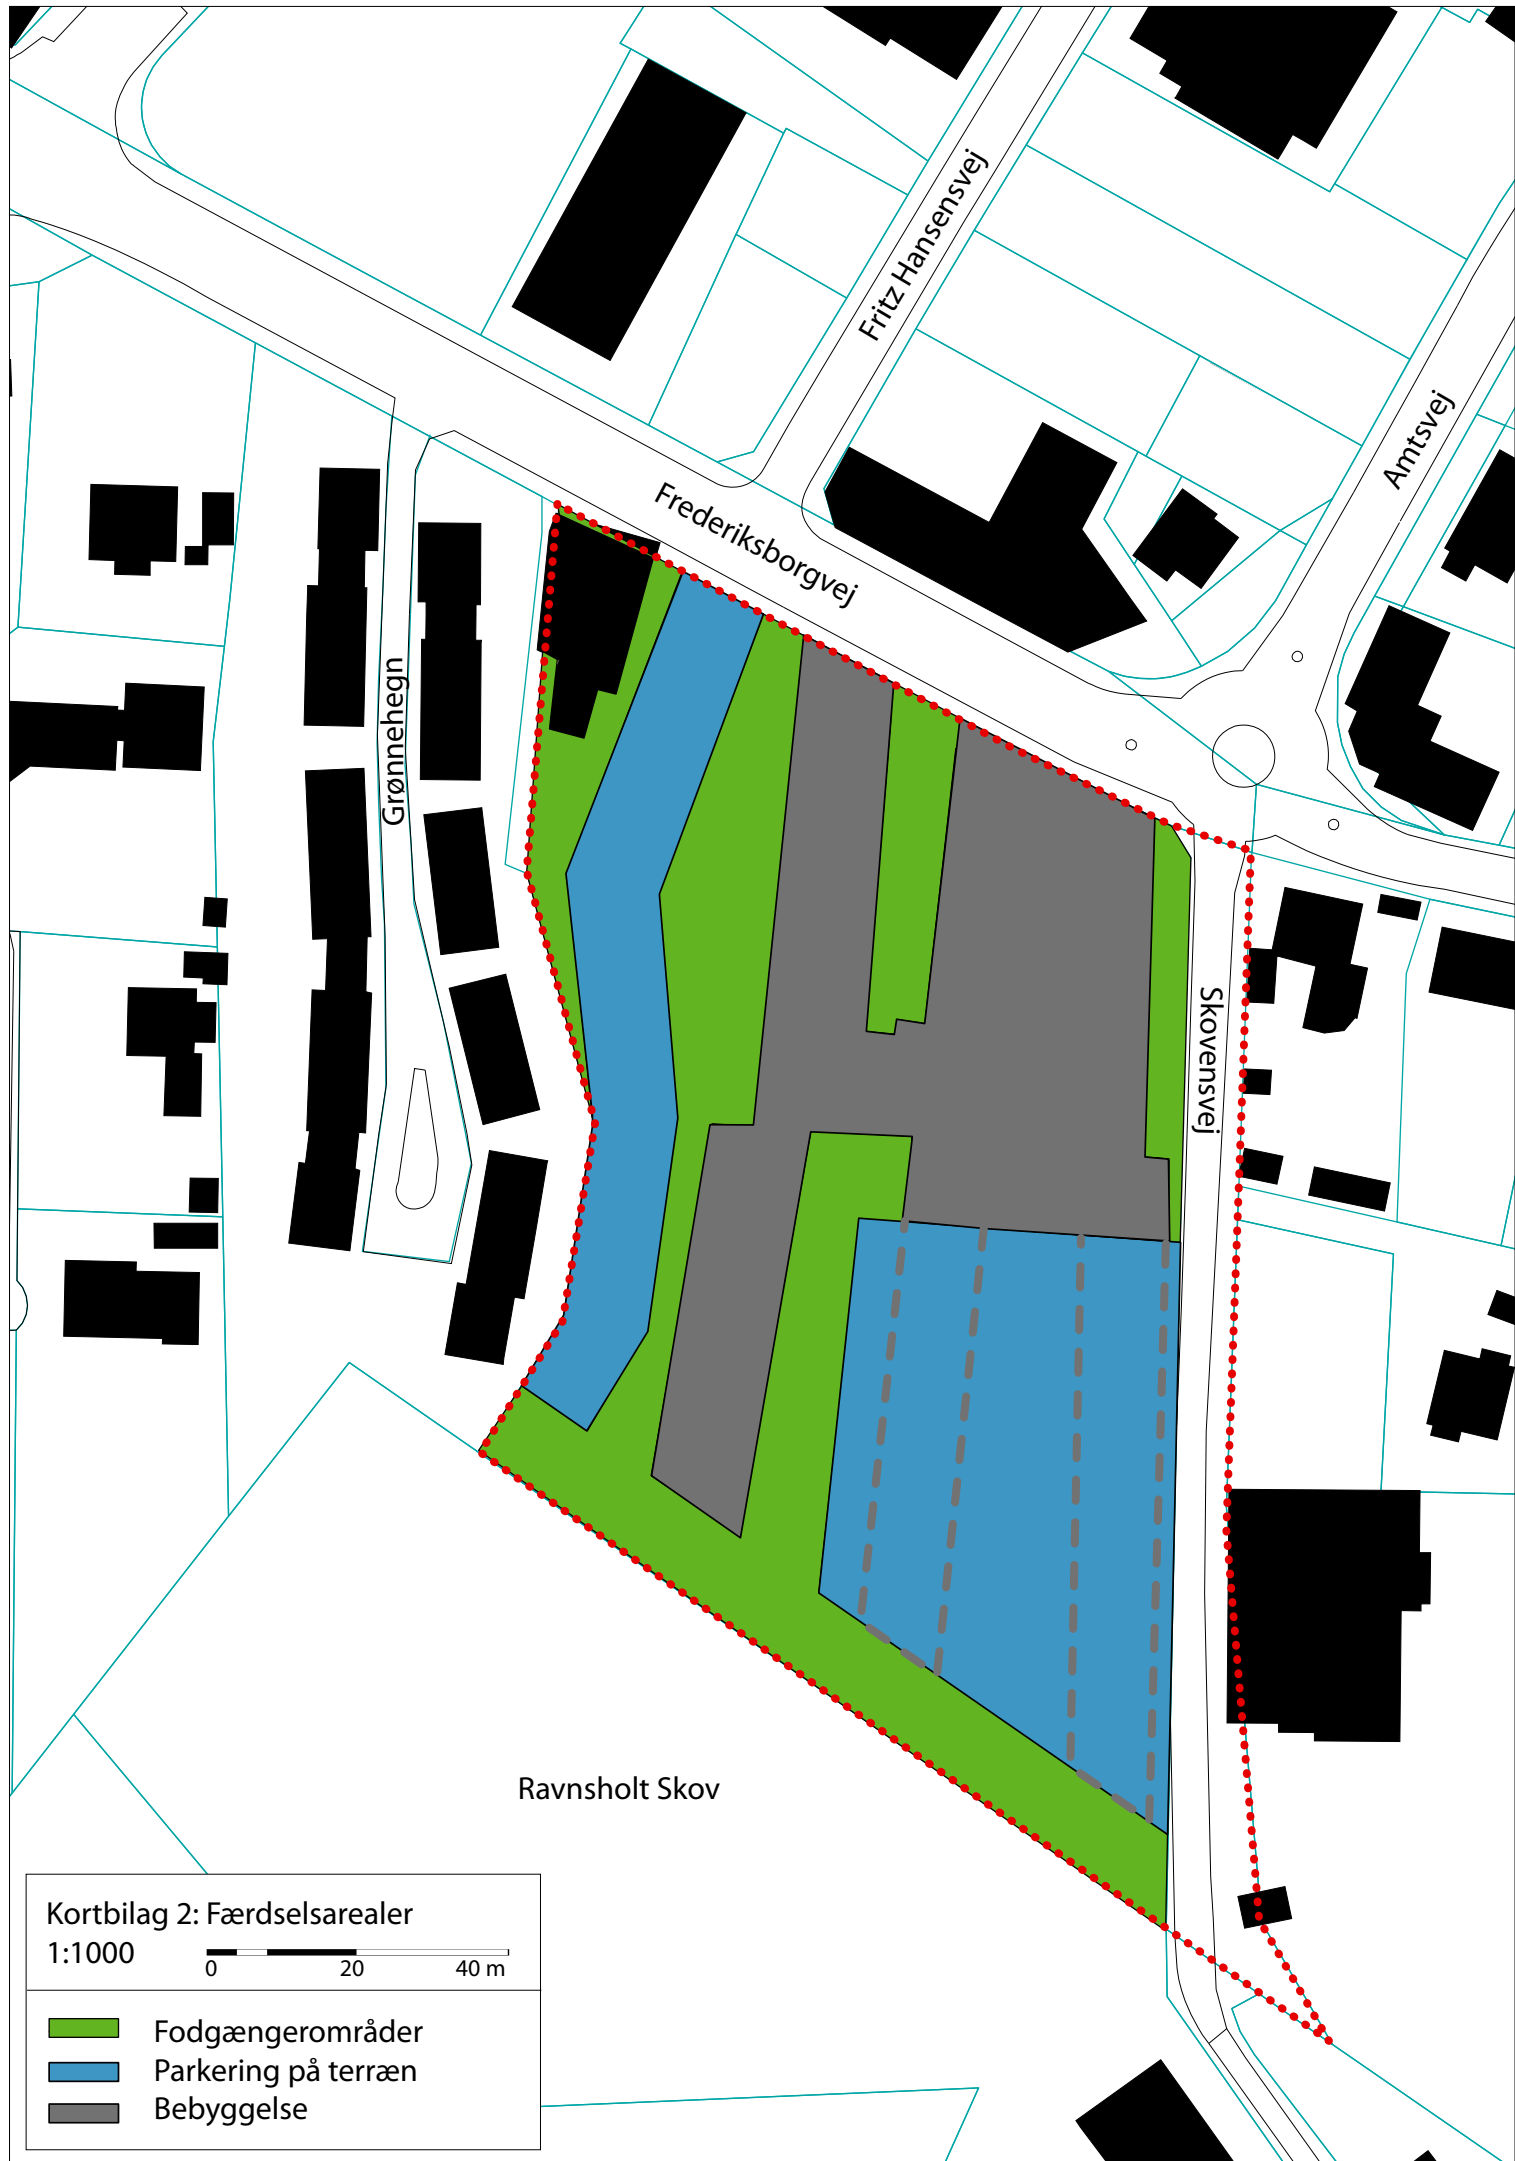 Fritz Hansensvej
Amtsvej
Frederiksborgvej
Grønnehegn
Skovensvej
Ravnsholt Skov
Kortbilag 2: Færdselsarealer
1:1000
0 20 40 m
Fodgængerområder
Parkering på terræn
Bebyggelse